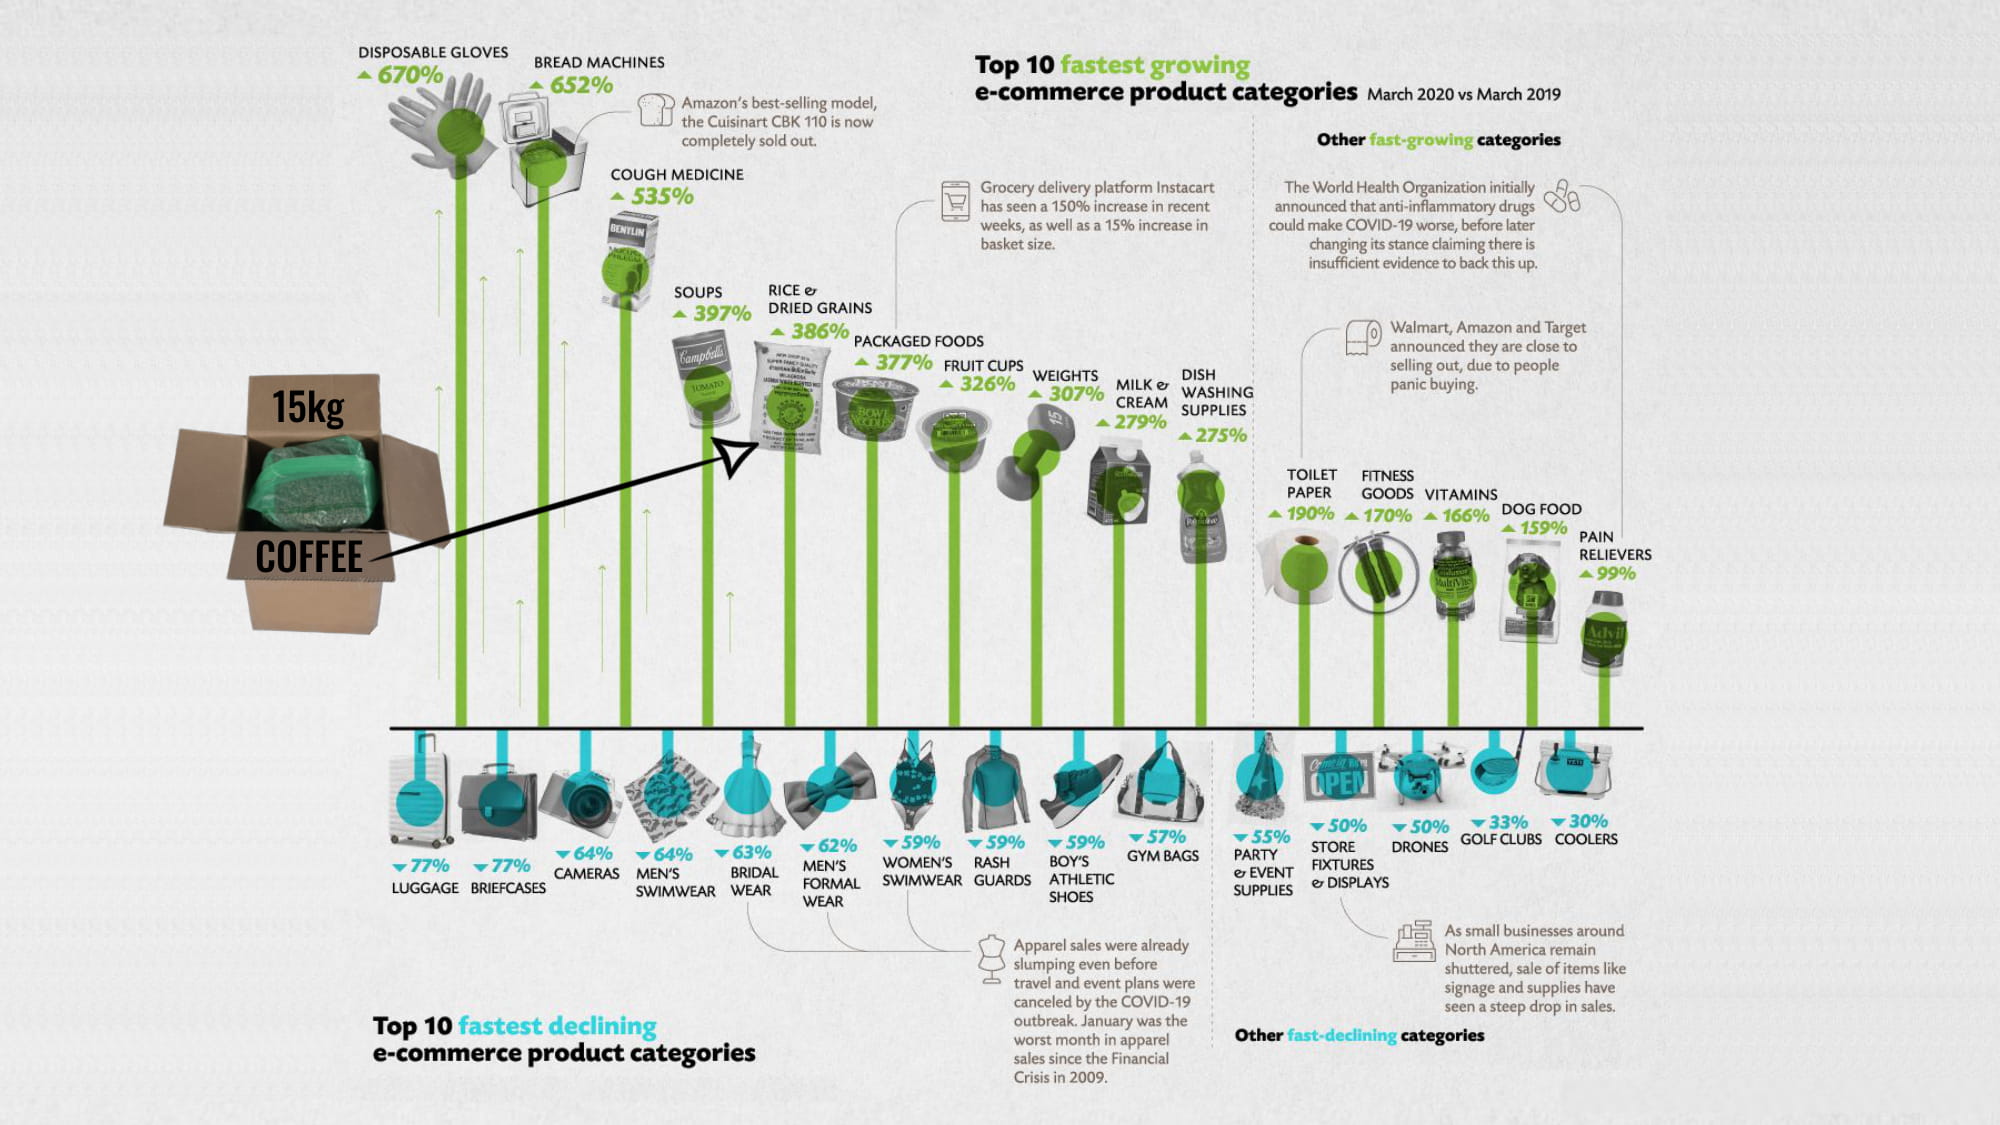 DISPOSABLE GLOVES
670%
BREAD MACHINES
652%
Amazon's best-selling model,
the Cuisinart CBK 110 is now
completely sold out.
Top 10 fastest growing
e-commerce product categories March 2020 vs March 2019
Other fast-growing categories
COUGH MEDICINE
535%
BENYLIN
Grocery delivery platform Instacart
has seen a 150% increase in recent
weeks, as well as a 15% increase in
basket size.
The World Health Organization initially
announced that anti-inflammatory drugs
could make COVID-19 worse, before later
changing its stance claiming there is
insufficient evidence to back this up.
SOUPS
397%
Campbell's
TOMATO
RICE &
DRIED GRAINS
386%
PACKAGED FOODS
377%
BOWL
NOODLES
FRUIT CUPS
326%
WEIGHTS
307%
15
MILK &
CREAM
279%
DISH
WASHING
SUPPLIES
275%
Walmart, Amazon and Target
announced they are close to
selling out, due to people
panic buying.
15kg
COFFEE
TOILET
PAPER
190%
FITNESS
GOODS
170%
VITAMINS
166%
MultiVites
DOG FOOD
159%
PAIN
RELIEVERS
99%
Advil
77%
LUGGAGE
77%
BRIEFCASES
64%
CAMERAS
64%
MEN'S
SWIMWEAR
63%
BRIDAL
WEAR
62%
MEN'S
FORMAL
WEAR
59%
WOMEN'S
SWIMWEAR
59%
RASH
GUARDS
59%
BOY'S
ATHLETIC
SHOES
57%
GYM BAGS
55%
PARTY
& EVENT
SUPPLIES
Come in
OPEN
50%
STORE
FIXTURES
& DISPLAYS
50%
DRONES
33%
GOLF CLUBS
YETI
30%
COOLERS
Apparel sales were already
slumping even before
travel and event plans were
canceled by the COVID-19
outbreak. January was the
worst month in apparel
sales since the Financial
Crisis in 2009.
As small businesses around
North America remain
shuttered, sale of items like
signage and supplies have
seen a steep drop in sales.
Top 10 fastest declining
e-commerce product categories
Other fast-declining categories